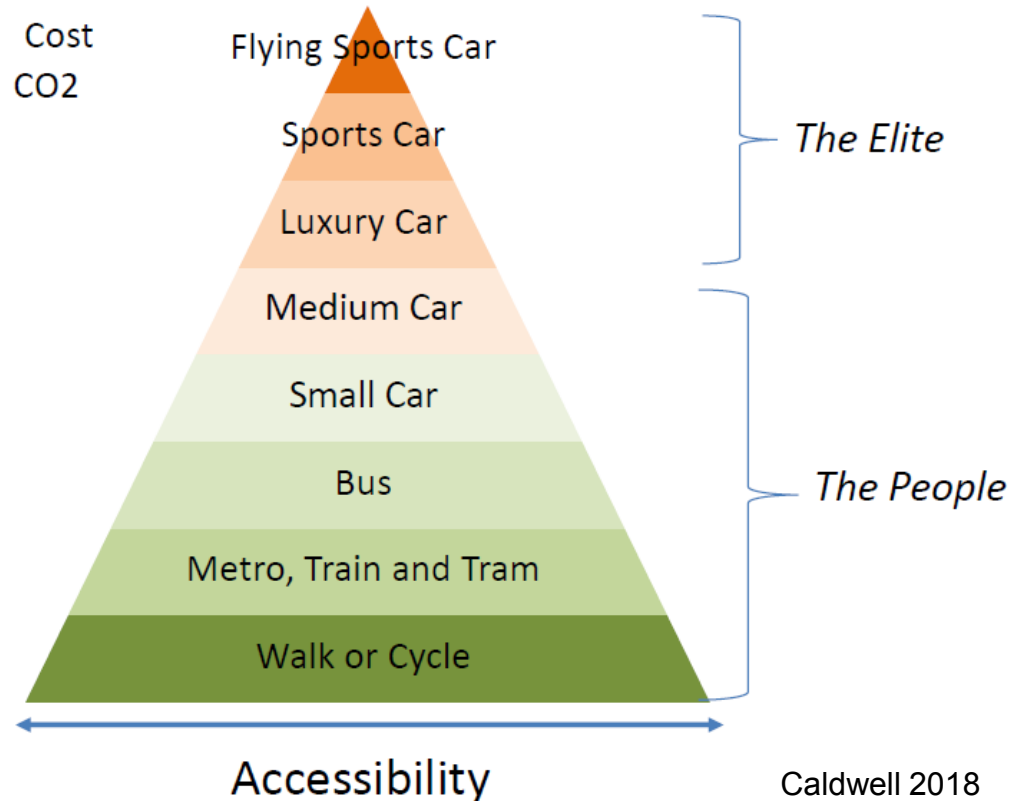 Cost
CO2
Flying Sports Car
Sports Car
The Elite
Luxury Car
Medium Car
Small Car
Bus
The People
Metro, Train and Tram
Walk or Cycle
Accessibility
Caldwell 2018